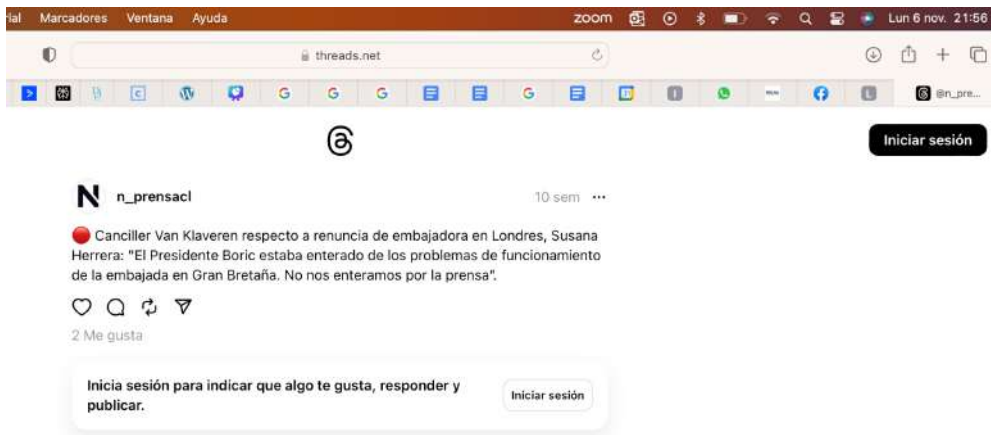 Marcadores Ventana Ayuda zoom Lun 6 nov. 21:56
threads.net
@n_pre...
Iniciar sesión
n_prensacl 10 sem
Canciller Van Klaveren respecto a renuncia de embajadora en Londres, Susana
Herrera: "El Presidente Boric estaba enterado de los problemas de funcionamiento
de la embajada en Gran Bretaña. No nos enteramos por la prensa".
2 Me gusta
Inicia sesión para indicar que algo te gusta, responder y
publicar.
Iniciar sesión